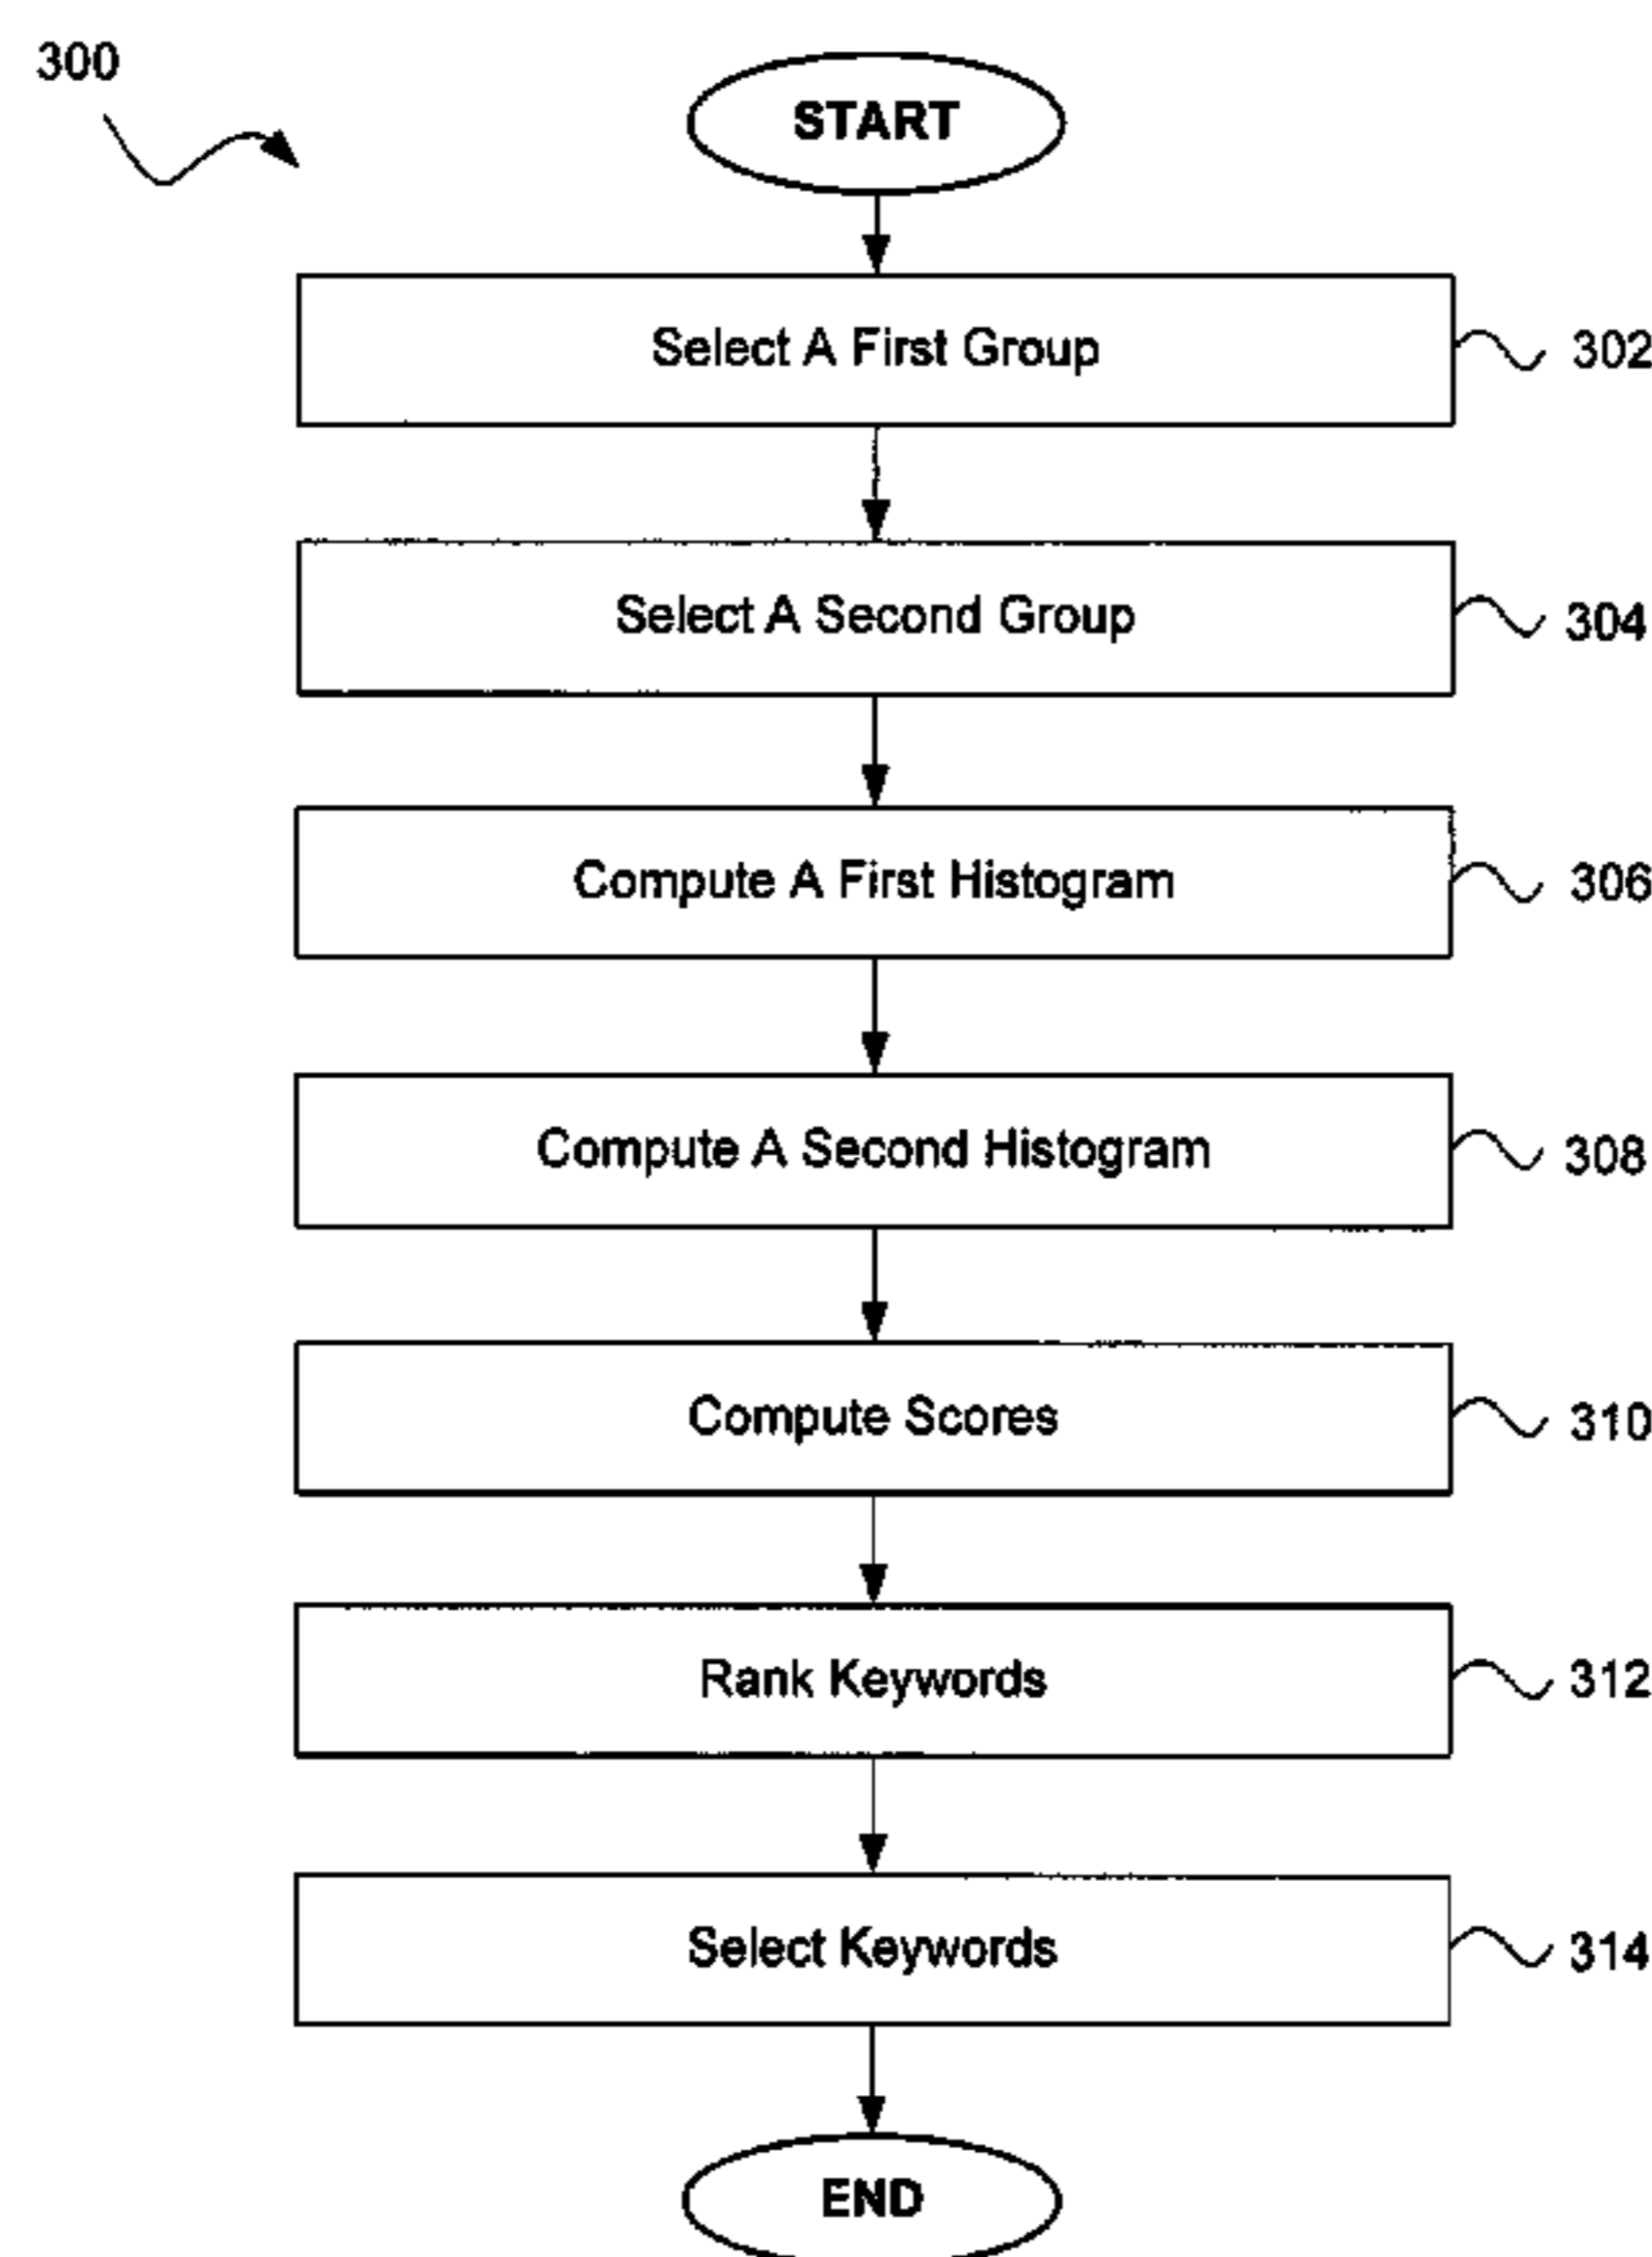 300
START
Select A First Group
302
Select A Second Group
304
Compute A First Histogram
306
Compute A Second Histogram
308
Compute Scores
310
Rank Keywords
312
Select Keywords
314
END